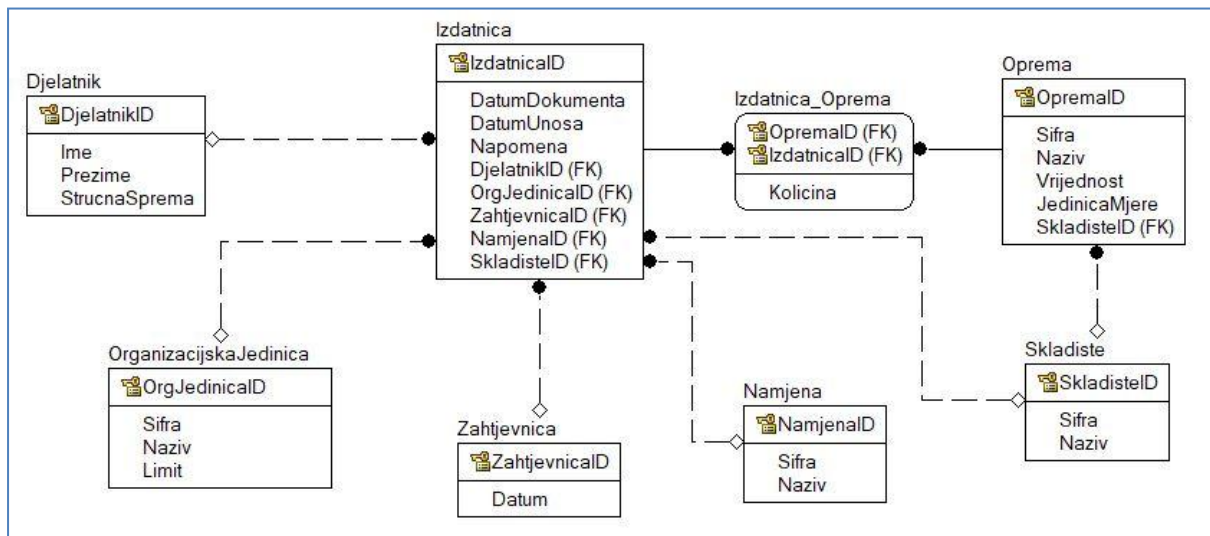 Izdatnica
IzdatnicaID
DatumDokumenta
DatumUnosa
Napomena
DjelatnikID (FK)
OrgJedinicaID (FK)
ZahtjevnicaID (FK)
NamjenaID (FK)
SkladisteID (FK)
Djelatnik
DjelatnikID
Ime
Prezime
StrucnaSprema
Izdatnica_Oprema
OpremaID (FK)
IzdatnicaID (FK)
Kolicina
Oprema
OpremaID
Sifra
Naziv
Vrijednost
JedinicaMjere
SkladisteID (FK)
OrganizacijskaJedinica
OrgJedinicaID
Sifra
Naziv
Limit
Zahtjevnica
ZahtjevnicaID
Datum
Namjena
NamjenaID
Sifra
Naziv
Skladiste
SkladisteID
Sifra
Naziv